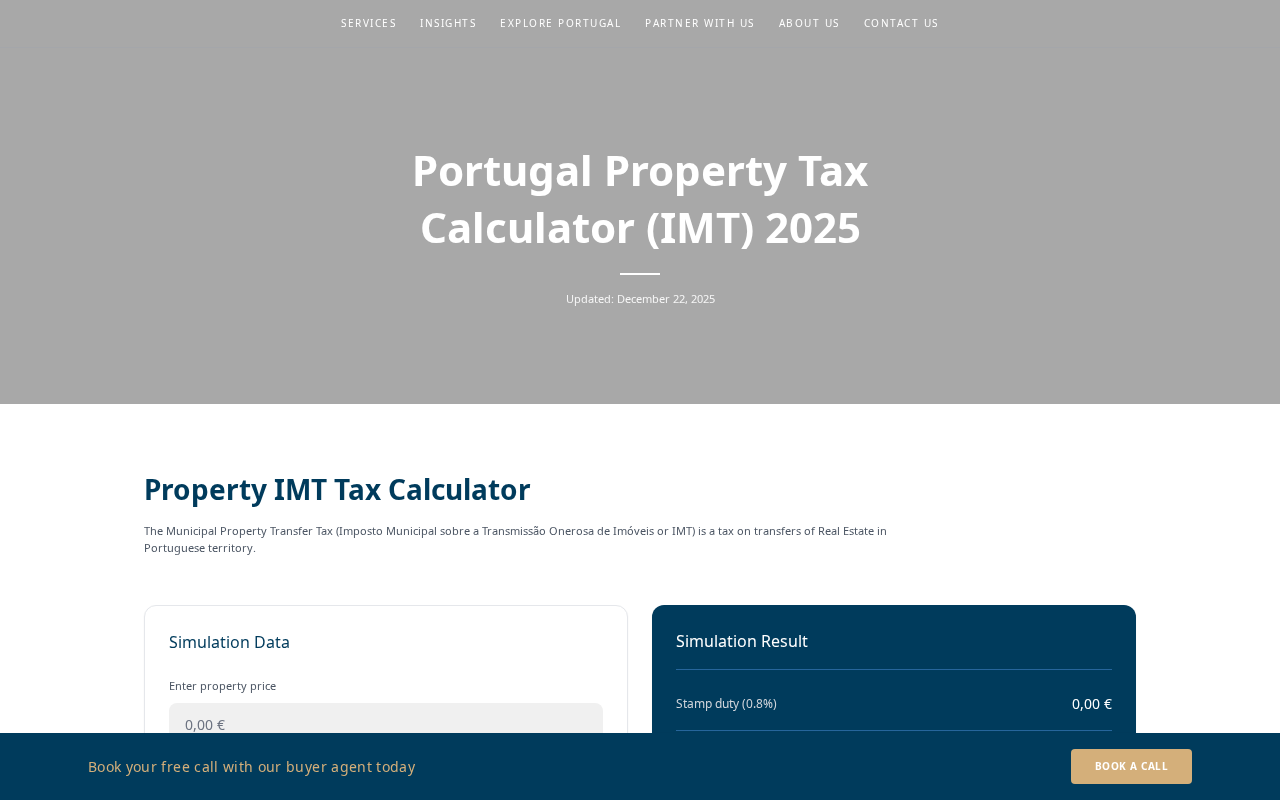 SERVICES INSIGHTS EXPLORE PORTUGAL PARTNER WITH US ABOUT US CONTACT US
Portugal Property Tax
Calculator (IMT) 2025
Updated: December 22, 2025
Property IMT Tax Calculator
The Municipal Property Transfer Tax (Imposto Municipal sobre a Transmissão Onerosa de Imóveis or IMT) is a tax on transfers of Real Estate in
Portuguese territory.
Simulation Data
Enter property price
0,00 €
Simulation Result
Stamp duty (0.8%) 0,00 €
Book your free call with our buyer agent today
BOOK A CALL